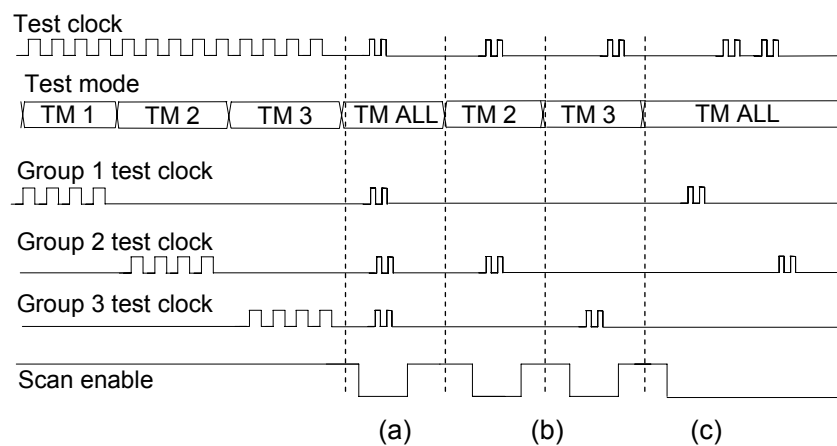 Test clock
Test mode
TM 1 TM 2 TM 3 TM ALL TM 2 TM 3 TM ALL
Group 1 test clock
Group 2 test clock
Group 3 test clock
Scan enable
(a) (b) (c)